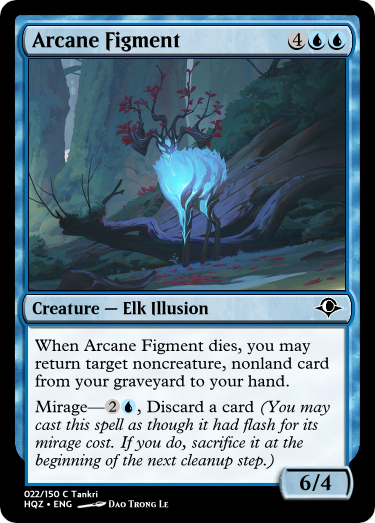 Arcane Figment 4
Creature — Elk Illusion
When Arcane Figment dies, you may
return target noncreature, nonland card
from your graveyard to your hand.
Mirage—2, Discard a card (You may
cast this spell as though it had flash for its
mirage cost. If you do, sacrifice it at the
beginning of the next cleanup step.)
6/4
022/150 C Tankri
HQZ • ENG Dao Trong Le